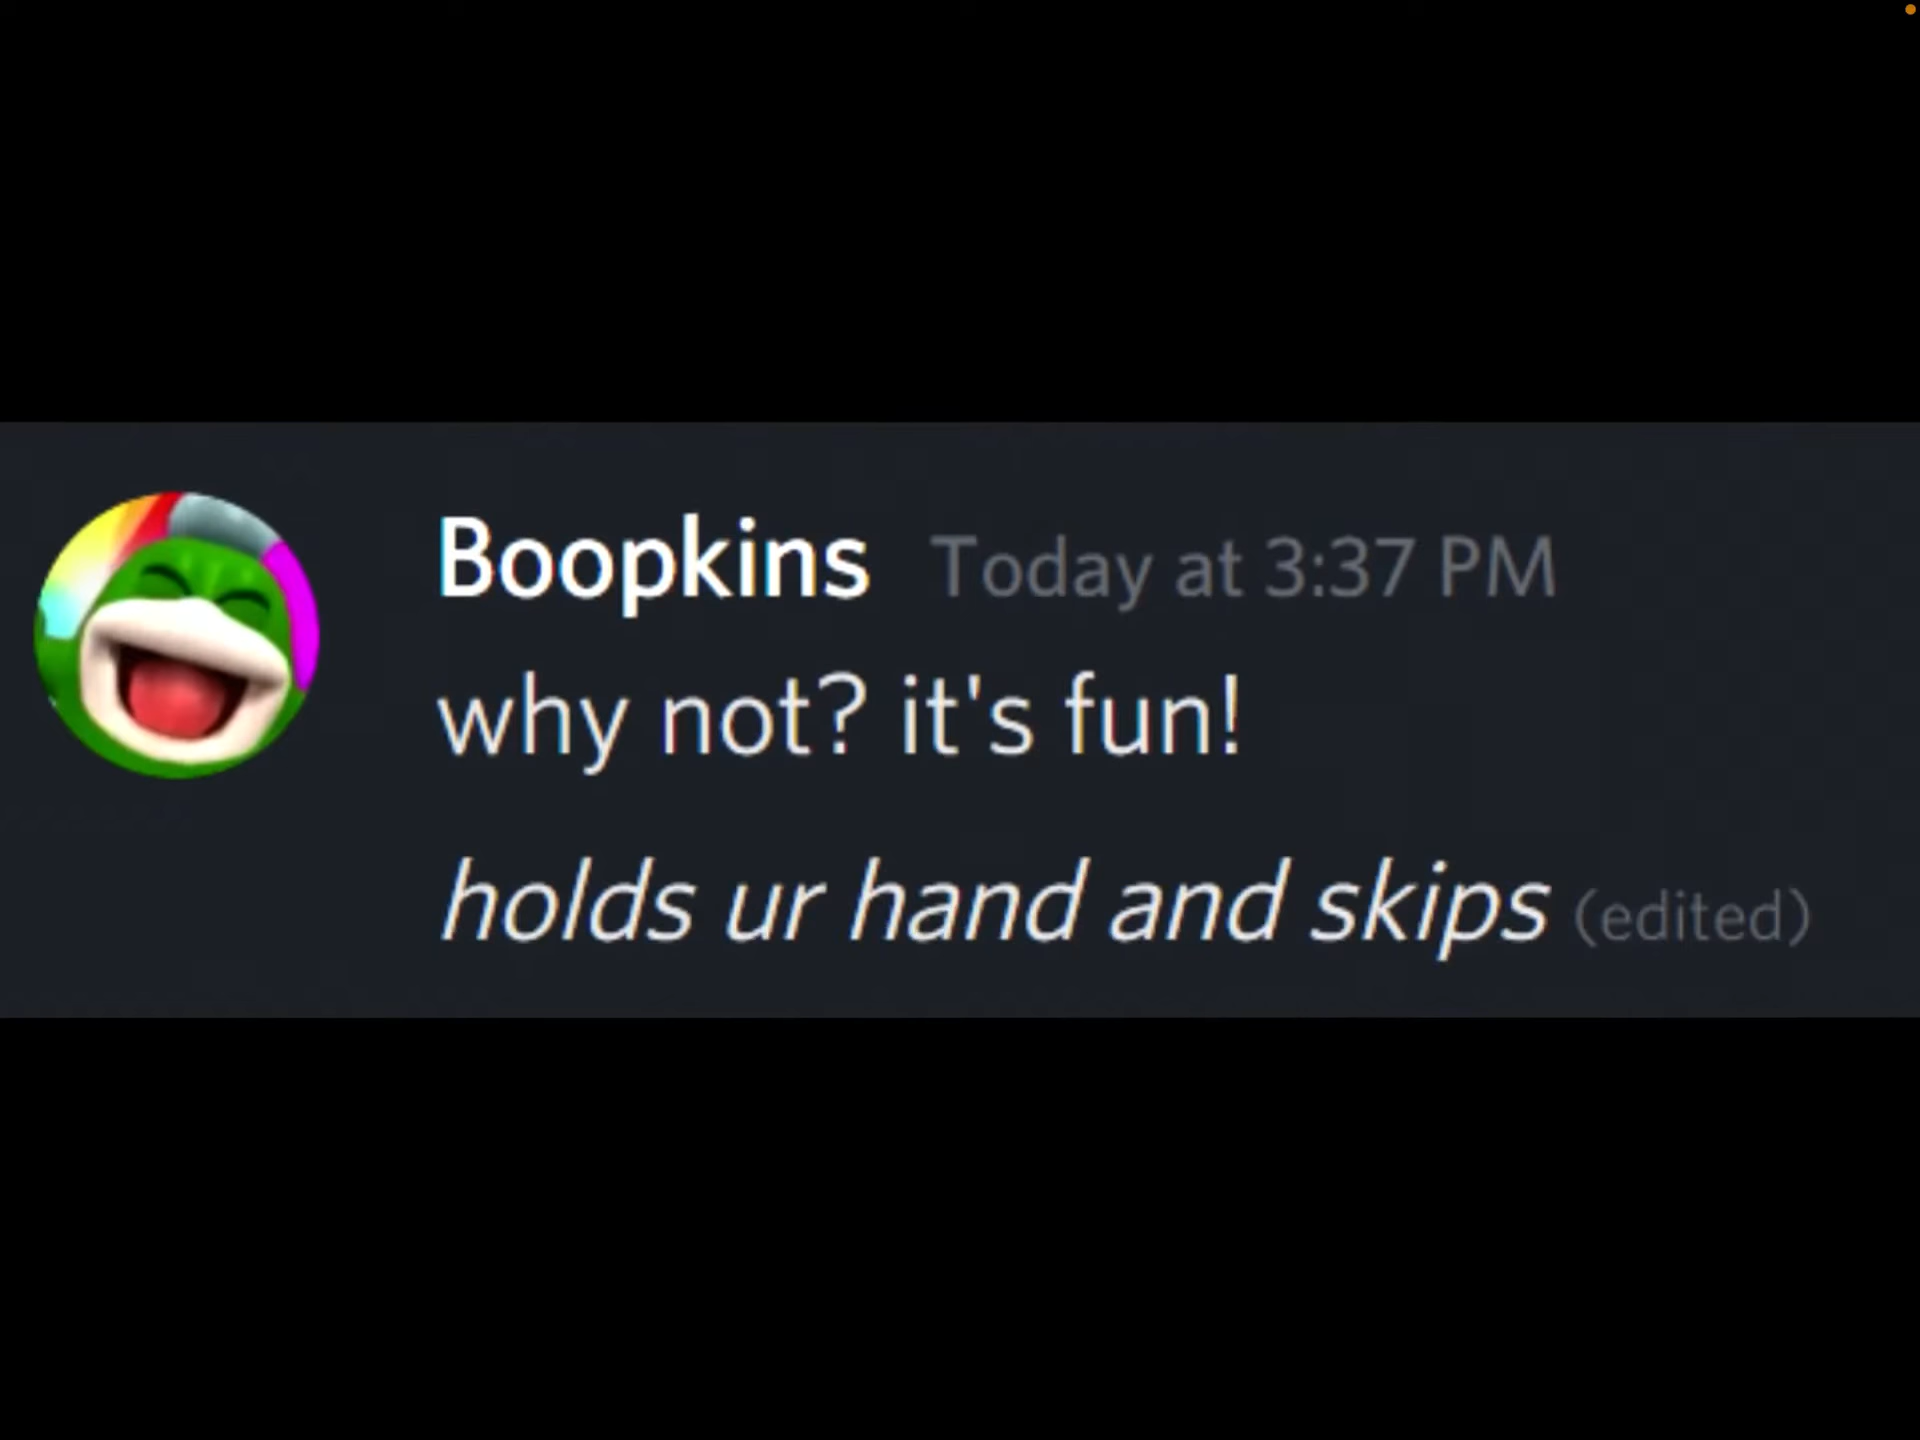 Boopkins Today at 3:37 PM
why not? it's fun!
holds ur hand and skips (edited)